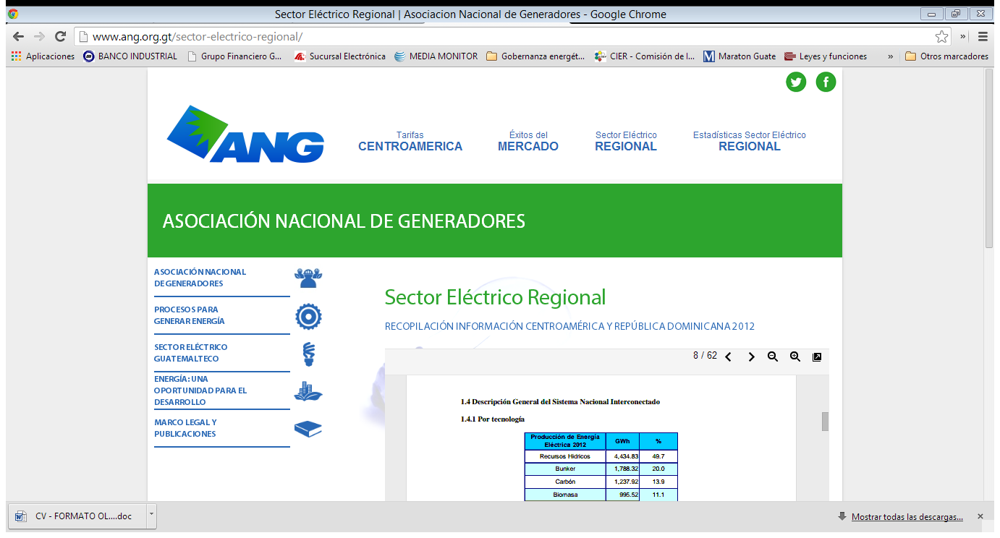 Sector Eléctrico Regional | Asociacion Nacional de Generadores - Google Chrome
www.ang.org.gt/sector-electrico-regional/
»
Aplicaciones BANCO INDUSTRIAL Grupo Financiero G... Sucursal Electrónica MEDIA MONITOR Gobernanza energét... CIER - Comisión de l... Maraton Guate Leyes y funciones » Otros marcadores
ANG
Tarifas
CENTROAMERICA
Éxitos del
MERCADO
Sector Eléctrico
REGIONAL
Estadísticas Sector Eléctrico
REGIONAL
ASOCIACIÓN NACIONAL DE GENERADORES
ASOCIACIÓN NACIONAL
DE GENERADORES
PROCESOS PARA
GENERAR ENERGÍA
SECTOR ELÉCTRICO
GUATEMALTECO
ENERGÍA: UNA
OPORTUNIDAD PARA EL
DESARROLLO
MARCO LEGAL Y
PUBLICACIONES
Sector Eléctrico Regional
RECOPILACIÓN INFORMACIÓN CENTROAMÉRICA Y REPÚBLICA DOMINICANA 2012
8 / 62
1.4 Descripción General del Sistema Nacional Interconectado
1.4.1 Por tecnología
Producción de Energía
Eléctrica 2012 GWh %
Recursos Hidricos 4,434.83 49.7
Bunker 1,788.32 20.0
Carbón 1,237.92 13.9
Biomasa 995.52 11.1
CV - FORMATO OL....doc
Mostrar todas las descargas...